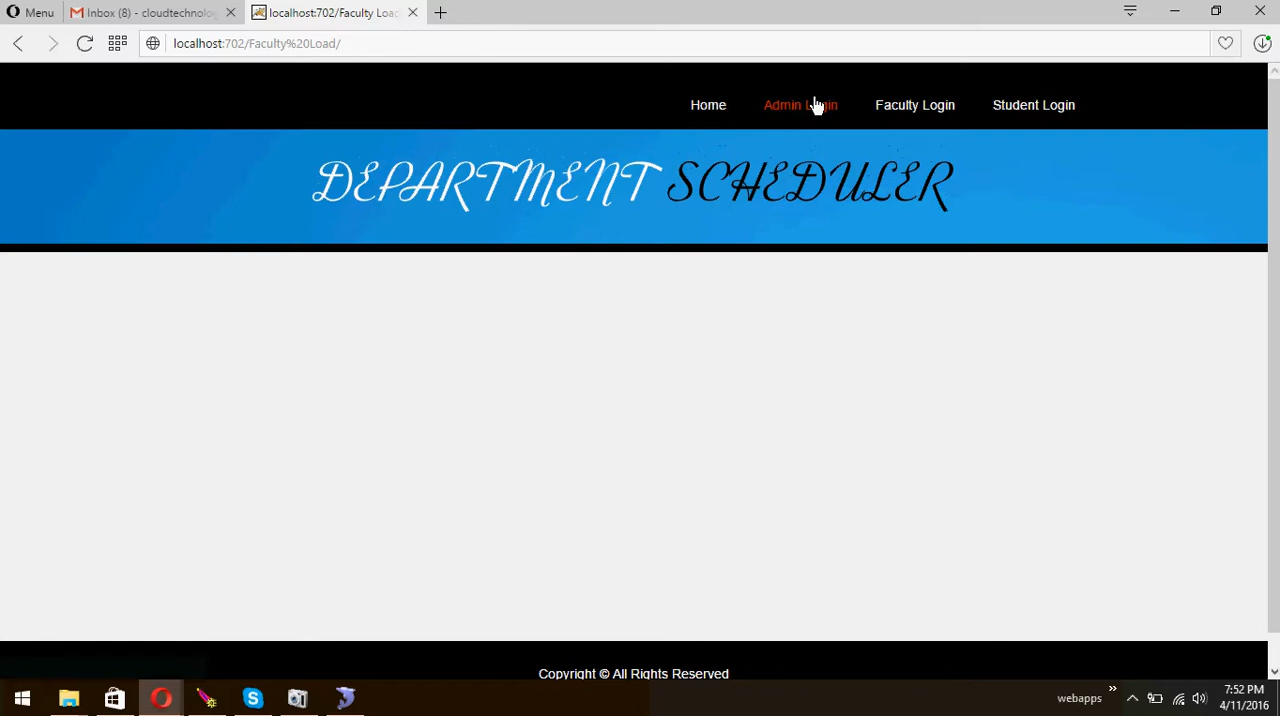 Menu
Inbox (8) - cloudtechnolog
localhost:702/Faculty Loa
localhost:702/Faculty%20Load/
Home
Admin Login
Faculty Login
Student Login
DEPARTMENT SCHEDULER
Copyright © All Rights Reserved
webapps
7:52 PM
4/11/2016